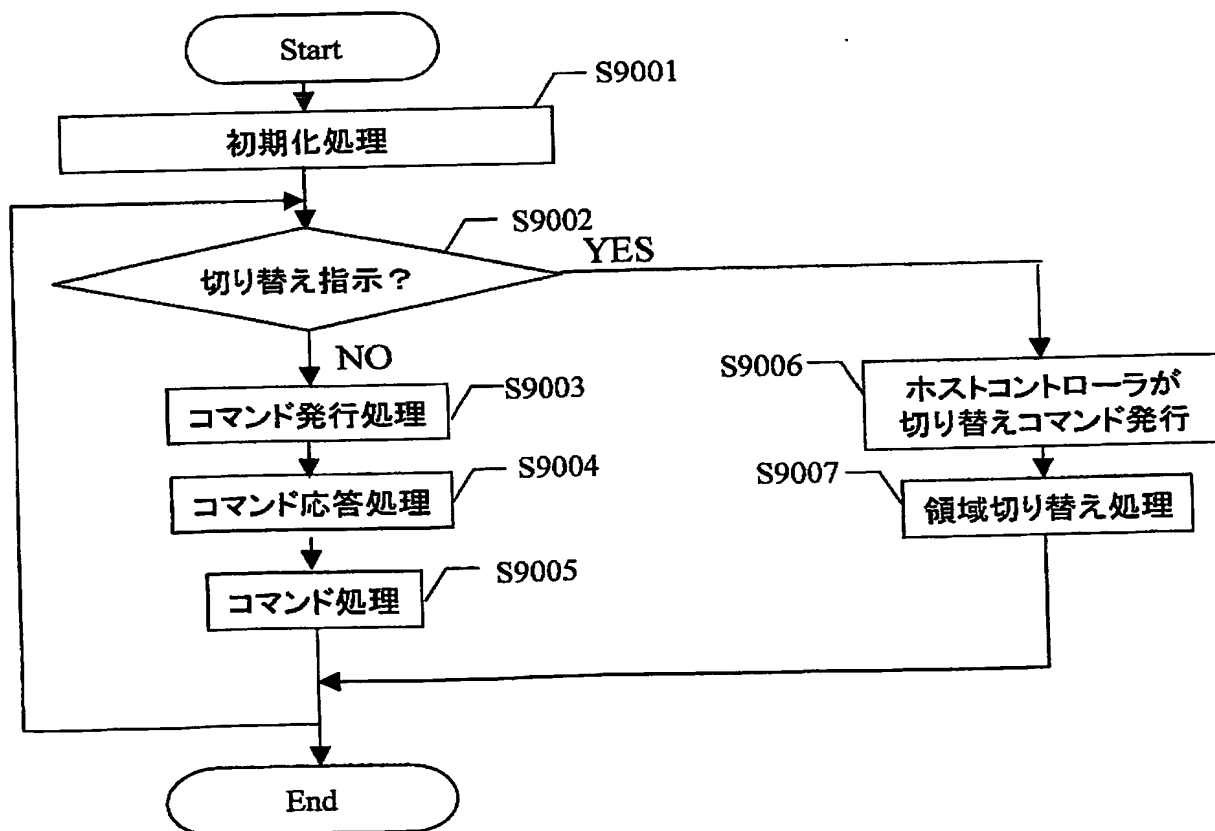 Start
S9001
初期化処理
S9002
YES
切り替え指示？
NO
S9003
コマンド発行処理
S9004
コマンド応答処理
S9005
コマンド処理
S9006
ホストコントローラが
切り替えコマンド発行
S9007
領域切り替え処理
End